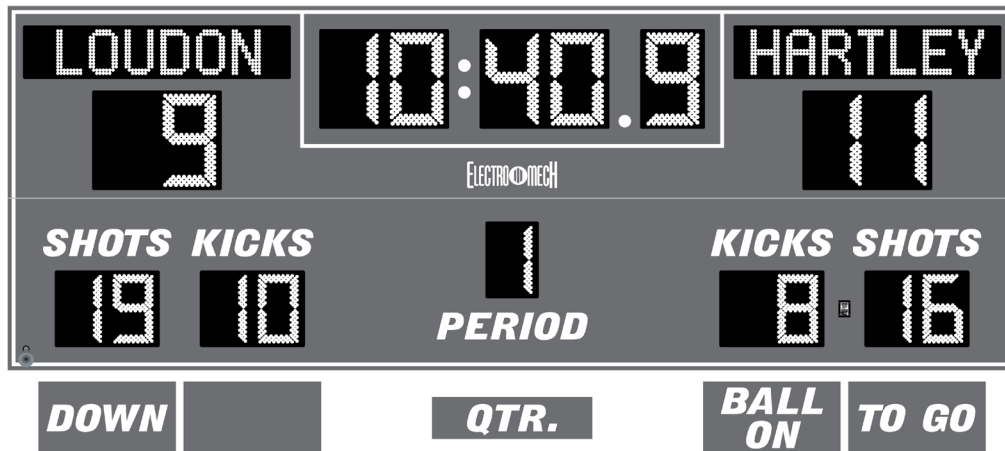 LOUDON
10:40.9
HARTLEY
9
11
ELECTRO MECH
SHOTS KICKS
19 10
1
PERIOD
KICKS SHOTS
8 16
DOWN
QTR.
BALL
ON
TO GO